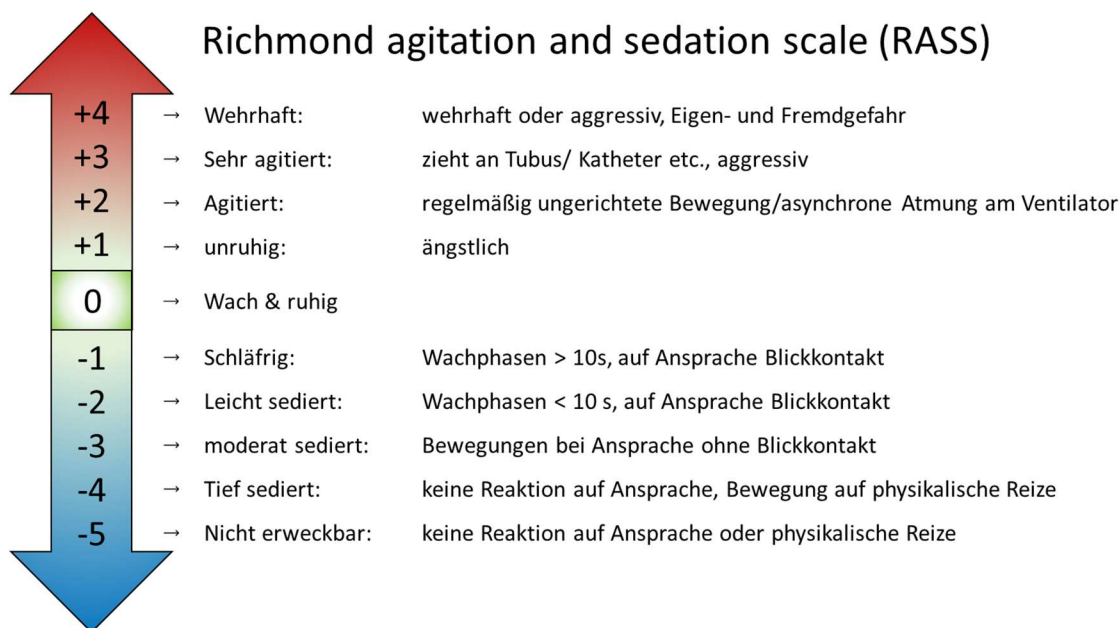 Richmond agitation and sedation scale (RASS)
+4 → Wehrhaft: wehrhaft oder aggressiv, Eigen- und Fremdgefahr
+3 → Sehr agitiert: zieht an Tubus/ Katheter etc., aggressiv
+2 → Agitiert: regelmäßig ungerichtete Bewegung/asynchrone Atmung am Ventilator
+1 → unruhig: ängstlich
0 → Wach & ruhig
-1 → Schläfrig: Wachphasen > 10s, auf Ansprache Blickkontakt
-2 → Leicht sediert: Wachphasen < 10 s, auf Ansprache Blickkontakt
-3 → moderat sediert: Bewegungen bei Ansprache ohne Blickkontakt
-4 → Tief sediert: keine Reaktion auf Ansprache, Bewegung auf physikalische Reize
-5 → Nicht erweckbar: keine Reaktion auf Ansprache oder physikalische Reize